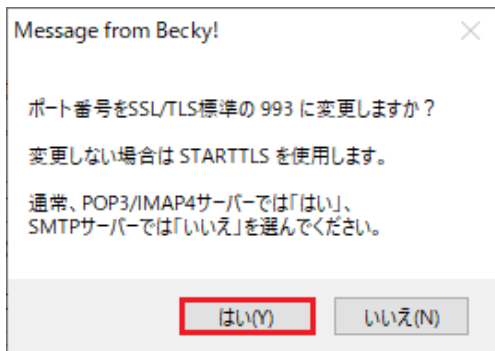 Message from Becky!
ポート番号をSSL/TLS標準の 993 に変更しますか？
変更しない場合は STARTTLS を使用します。
通常、POP3/IMAP4サーバーでは「はい」、
SMTPサーバーでは「いいえ」を選んでください。
はい(Y)
いいえ(N)